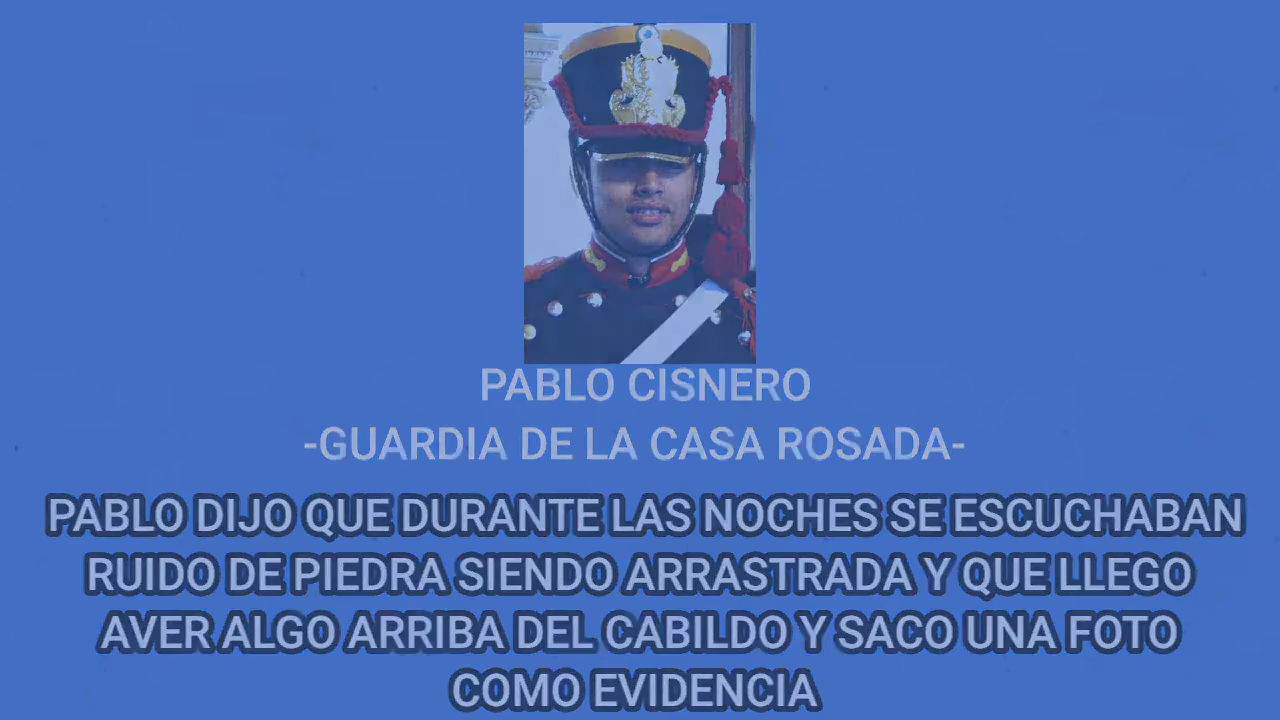 PABLO CISNERO
-GUARDIA DE LA CASA ROSADA-
PABLO DIJO QUE DURANTE LAS NOCHES SE ESCUCHABAN
RUIDO DE PIEDRA SIENDO ARRASTRADA Y QUE LLEGO
AVER ALGO ARRIBA DEL CABILDO Y SACO UNA FOTO
COMO EVIDENCIA